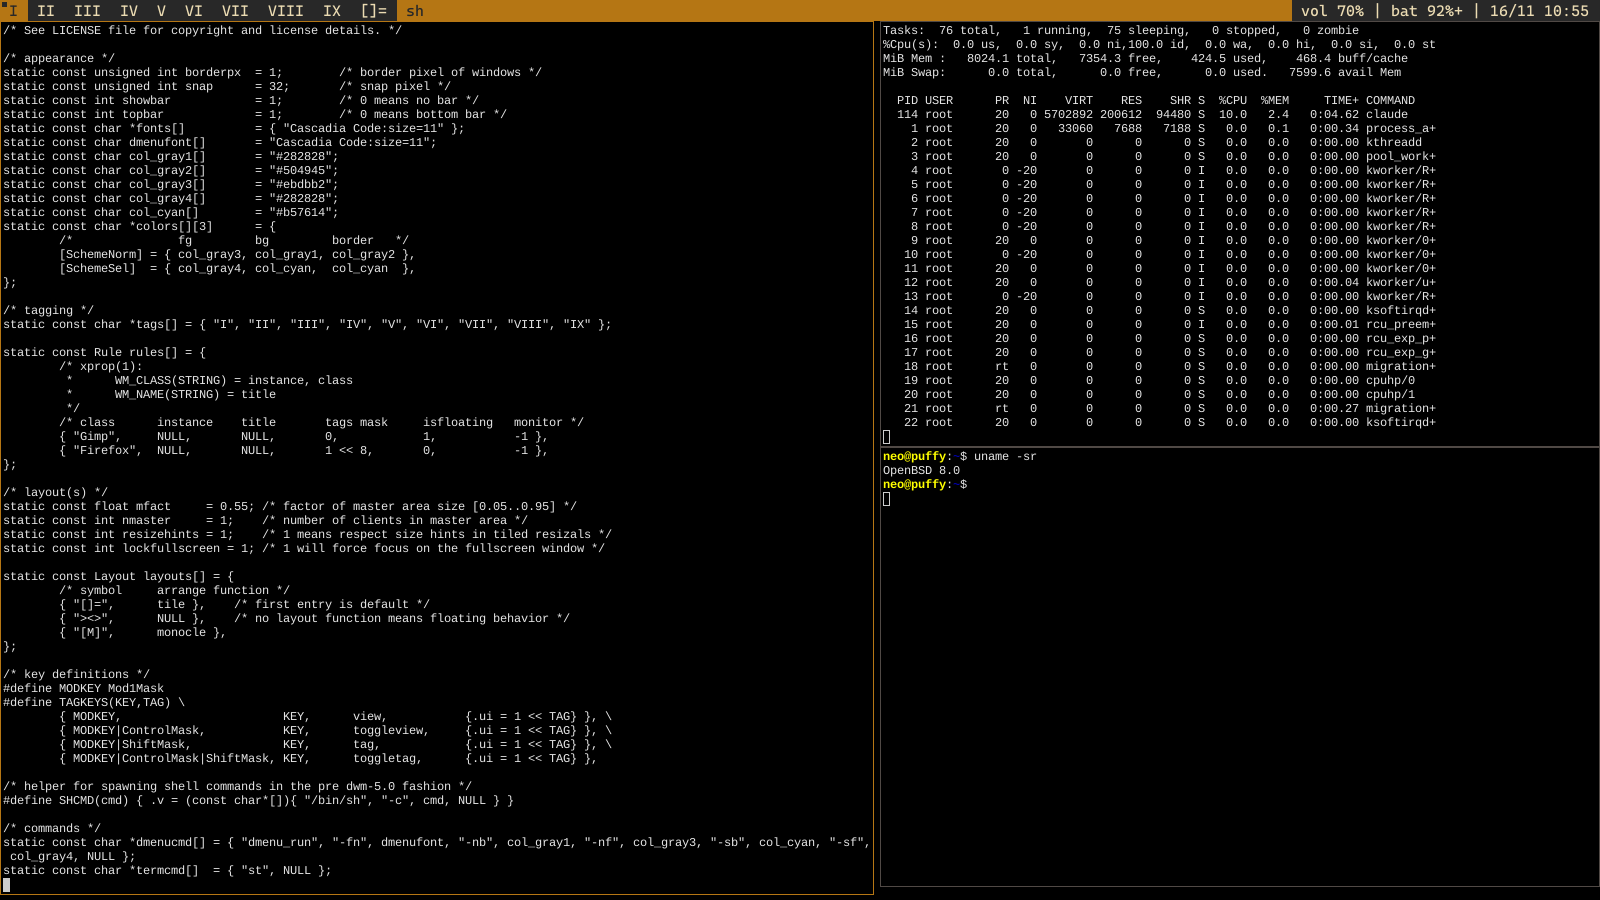 I II III IV V VI VII VIII IX []= sh vol 70% | bat 92%+ | 16/11 10:55
/* See LICENSE file for copyright and license details. */
/* appearance */
static const unsigned int borderpx  = 1;        /* border pixel of windows */
static const unsigned int snap      = 32;       /* snap pixel */
static const int showbar            = 1;        /* 0 means no bar */
static const int topbar             = 1;        /* 0 means bottom bar */
static const char *fonts[]          = { "Cascadia Code:size=11" };
static const char dmenufont[]       = "Cascadia Code:size=11";
static const char col_gray1[]       = "#282828";
static const char col_gray2[]       = "#504945";
static const char col_gray3[]       = "#ebdbb2";
static const char col_gray4[]       = "#282828";
static const char col_cyan[]        = "#b57614";
static const char *colors[][3]      = {
        /*               fg         bg         border   */
        [SchemeNorm] = { col_gray3, col_gray1, col_gray2 },
        [SchemeSel]  = { col_gray4, col_cyan,  col_cyan  },
};
/* tagging */
static const char *tags[] = { "I", "II", "III", "IV", "V", "VI", "VII", "VIII", "IX" };
static const Rule rules[] = {
        /* xprop(1):
         *      WM_CLASS(STRING) = instance, class
         *      WM_NAME(STRING) = title
         */
        /* class      instance    title       tags mask     isfloating   monitor */
        { "Gimp",     NULL,       NULL,       0,            1,           -1 },
        { "Firefox",  NULL,       NULL,       1 << 8,       0,           -1 },
};
/* layout(s) */
static const float mfact     = 0.55; /* factor of master area size [0.05..0.95] */
static const int nmaster     = 1;    /* number of clients in master area */
static const int resizehints = 1;    /* 1 means respect size hints in tiled resizals */
static const int lockfullscreen = 1; /* 1 will force focus on the fullscreen window */
static const Layout layouts[] = {
        /* symbol     arrange function */
        { "[]=",      tile },    /* first entry is default */
        { "><>",      NULL },    /* no layout function means floating behavior */
        { "[M]",      monocle },
};
/* key definitions */
#define MODKEY Mod1Mask
#define TAGKEYS(KEY,TAG) \
        { MODKEY,                       KEY,      view,           {.ui = 1 << TAG} }, \
        { MODKEY|ControlMask,           KEY,      toggleview,     {.ui = 1 << TAG} }, \
        { MODKEY|ShiftMask,             KEY,      tag,            {.ui = 1 << TAG} }, \
        { MODKEY|ControlMask|ShiftMask, KEY,      toggletag,      {.ui = 1 << TAG} },
/* helper for spawning shell commands in the pre dwm-5.0 fashion */
#define SHCMD(cmd) { .v = (const char*[]){ "/bin/sh", "-c", cmd, NULL } }
/* commands */
static const char *dmenucmd[] = { "dmenu_run", "-fn", dmenufont, "-nb", col_gray1, "-nf", col_gray3, "-sb", col_cyan, "-sf",
 col_gray4, NULL };
static const char *termcmd[]  = { "st", NULL };
Tasks:  76 total,   1 running,  75 sleeping,   0 stopped,   0 zombie
%Cpu(s):  0.0 us,  0.0 sy,  0.0 ni,100.0 id,  0.0 wa,  0.0 hi,  0.0 si,  0.0 st
MiB Mem :   8024.1 total,   7354.3 free,    424.5 used,    468.4 buff/cache
MiB Swap:      0.0 total,      0.0 free,      0.0 used.   7599.6 avail Mem
  PID USER      PR  NI    VIRT    RES    SHR S  %CPU  %MEM     TIME+ COMMAND
  114 root      20   0 5702892 200612  94480 S  10.0   2.4   0:04.62 claude
    1 root      20   0   33060   7688   7188 S   0.0   0.1   0:00.34 process_a+
    2 root      20   0       0      0      0 S   0.0   0.0   0:00.00 kthreadd
    3 root      20   0       0      0      0 S   0.0   0.0   0:00.00 pool_work+
    4 root       0 -20       0      0      0 I   0.0   0.0   0:00.00 kworker/R+
    5 root       0 -20       0      0      0 I   0.0   0.0   0:00.00 kworker/R+
    6 root       0 -20       0      0      0 I   0.0   0.0   0:00.00 kworker/R+
    7 root       0 -20       0      0      0 I   0.0   0.0   0:00.00 kworker/R+
    8 root       0 -20       0      0      0 I   0.0   0.0   0:00.00 kworker/R+
    9 root      20   0       0      0      0 I   0.0   0.0   0:00.00 kworker/0+
   10 root       0 -20       0      0      0 I   0.0   0.0   0:00.00 kworker/0+
   11 root      20   0       0      0      0 I   0.0   0.0   0:00.00 kworker/0+
   12 root      20   0       0      0      0 I   0.0   0.0   0:00.04 kworker/u+
   13 root       0 -20       0      0      0 I   0.0   0.0   0:00.00 kworker/R+
   14 root      20   0       0      0      0 S   0.0   0.0   0:00.00 ksoftirqd+
   15 root      20   0       0      0      0 I   0.0   0.0   0:00.01 rcu_preem+
   16 root      20   0       0      0      0 S   0.0   0.0   0:00.00 rcu_exp_p+
   17 root      20   0       0      0      0 S   0.0   0.0   0:00.00 rcu_exp_g+
   18 root      rt   0       0      0      0 S   0.0   0.0   0:00.00 migration+
   19 root      20   0       0      0      0 S   0.0   0.0   0:00.00 cpuhp/0
   20 root      20   0       0      0      0 S   0.0   0.0   0:00.00 cpuhp/1
   21 root      rt   0       0      0      0 S   0.0   0.0   0:00.27 migration+
   22 root      20   0       0      0      0 S   0.0   0.0   0:00.00 ksoftirqd+
neo@puffy:~$ uname -sr
OpenBSD 8.0
neo@puffy:~$